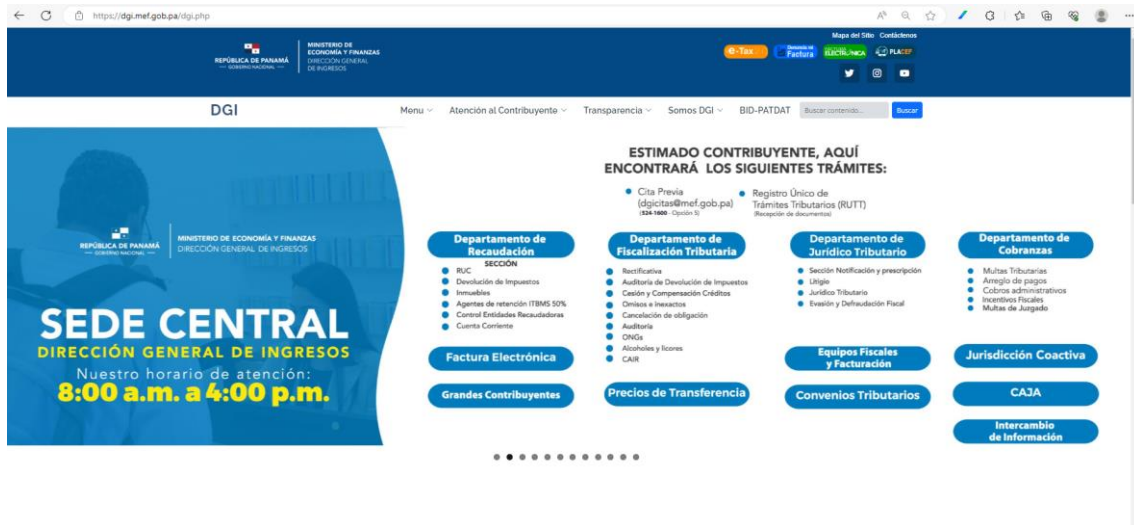 https://dgi.mef.gob.pa/dgi.php
Mapa del Sitio Contáctenos
REPÚBLICA DE PANAMÁ
— GOBIERNO NACIONAL —
MINISTERIO DE
ECONOMÍA Y FINANZAS
DIRECCIÓN GENERAL
DE INGRESOS
e-Tax
Factura
PLACEF
DGI
Menu
Atención al Contribuyente
Transparencia
Somos DGI
BID-PATDAT
Buscar contenido...
Buscar
REPÚBLICA DE PANAMÁ
— GOBIERNO NACIONAL —
MINISTERIO DE ECONOMÍA Y FINANZAS
DIRECCIÓN GENERAL DE INGRESOS
SEDE CENTRAL
DIRECCIÓN GENERAL DE INGRESOS
Nuestro horario de atención:
8:00 a.m. a 4:00 p.m.
ESTIMADO CONTRIBUYENTE, AQUÍ
ENCONTRARÁ LOS SIGUIENTES TRÁMITES:
Cita Previa
(dgicitas@mef.gob.pa)
(524-1600 - Opción 5)
Registro Único de
Trámites Tributarios (RUTT)
(Recepción de documentos)
Departamento de
Recaudación
SECCIÓN
RUC
Devolución de Impuestos
Inmuebles
Agentes de retención ITBMS 50%
Control Entidades Recaudadoras
Cuenta Corriente
Factura Electrónica
Grandes Contribuyentes
Departamento de
Fiscalización Tributaria
Rectificativa
Auditoría de Devolución de Impuestos
Cesión y Compensación Créditos
Omisos e inexactos
Cancelación de obligación
Auditoría
ONGs
Alcoholes y licores
CAIR
Precios de Transferencia
Departamento de
Jurídico Tributario
Sección Notificación y prescripción
Litigio
Jurídico Tributario
Evasión y Defraudación Fiscal
Equipos Fiscales
y Facturación
Convenios Tributarios
Departamento de
Cobranzas
Multas Tributarias
Arreglo de pagos
Cobros administrativos
Incentivos Fiscales
Multas de Juzgado
Jurisdicción Coactiva
CAJA
Intercambio
de Información